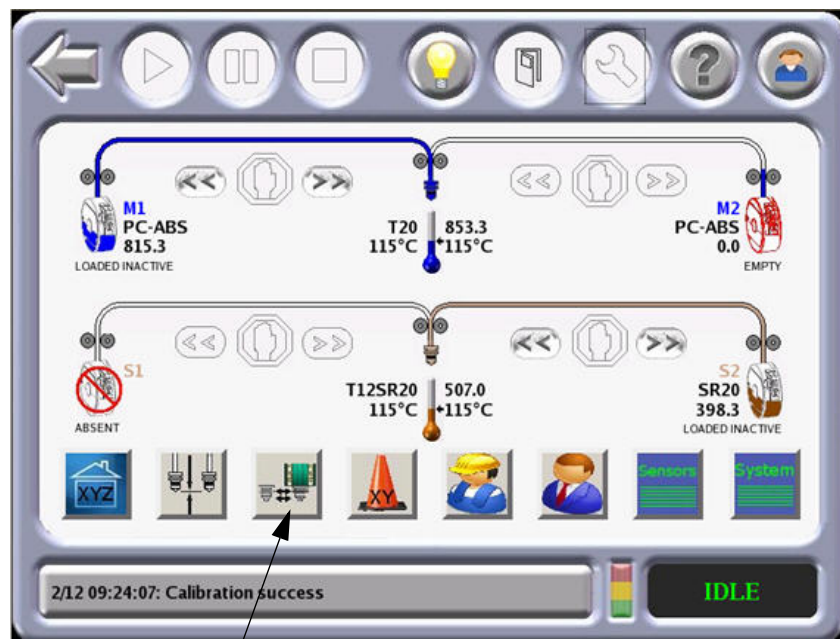 M1
PC-ABS
815.3
LOADED INACTIVE
T20 853.3
115°C 115°C
M2
PC-ABS
0.0
EMPTY
S1
ABSENT
T12SR20 507.0
115°C 115°C
S2
SR20
398.3
LOADED INACTIVE
XYZ
XY
Sensors
System
2/12 09:24:07: Calibration success
IDLE